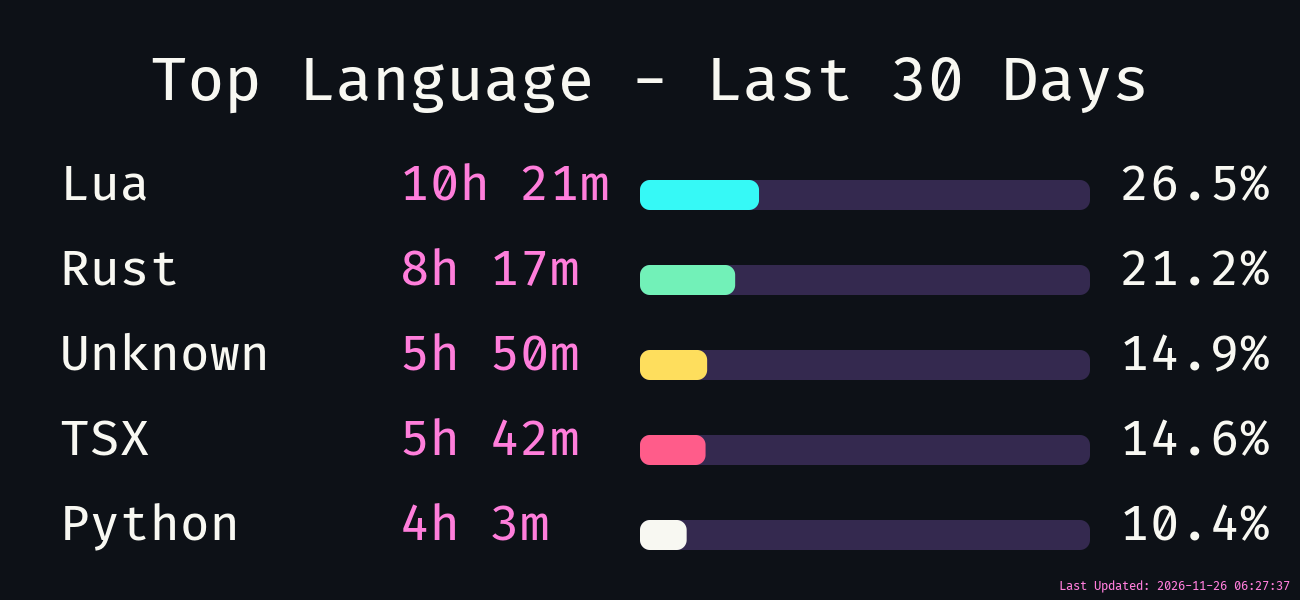 Top Language - Last 30 Days
Lua 10h 21m 26.5%
Rust 8h 17m 21.2%
Unknown 5h 50m 14.9%
TSX 5h 42m 14.6%
Python 4h 3m 10.4%
Last Updated: 2026-11-26 06:27:37